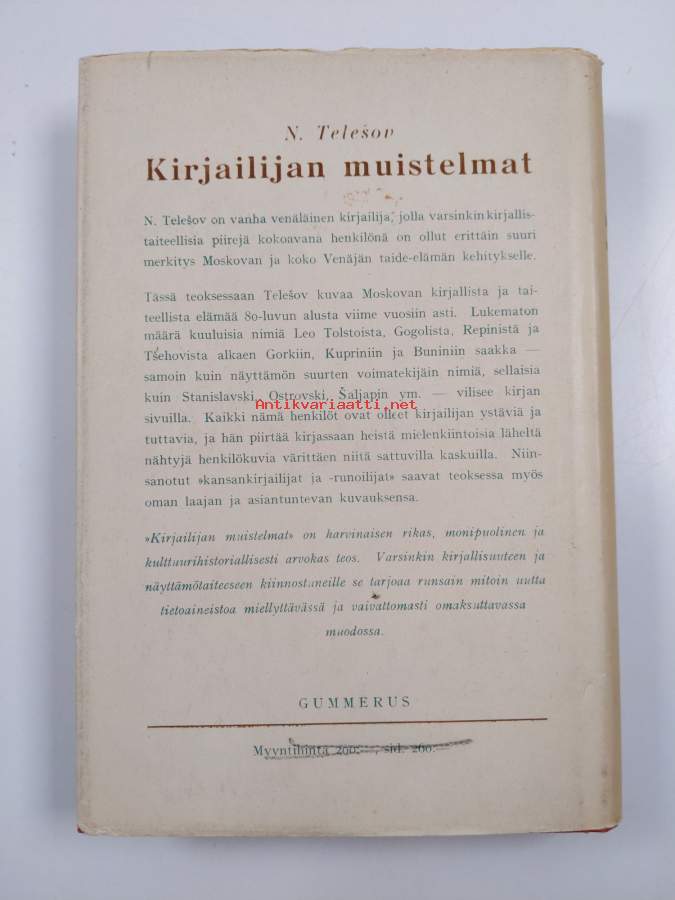 N. Telešov
Kirjailijan muistelmat
N. Telešov on vanha venäläinen kirjailija, jolla varsinkin kirjallis-
taiteellisia piirejä kokoavana henkilönä on ollut erittäin suuri
merkitys Moskovan ja koko Venäjän taide-elämän kehitykselle.
Tässä teoksessaan Telešov kuvaa Moskovan kirjallista ja tai-
teellista elämää 80-luvun alusta viime vuosiin asti. Lukematon
määrä kuuluisia nimiä Leo Tolstoista, Gogolista, Repinistä ja
Tšehovista alkaen Gorkiin, Kupriniin ja Buniniin saakka —
samoin kuin näyttämön suurten voimatekijäin nimiä, sellaisia
kuin Stanislavski, Ostrovski, Šaljapin ym. — vilisee kirjan
Antikvariaatti.net
sivuilla. Kaikki nämä henkilöt ovat olleet kirjailijan ystäviä ja
tuttavia, ja hän piirtää kirjassaan heistä mielenkiintoisia läheltä
nähtyjä henkilökuvia värittäen niitä sattuvilla kaskuilla. Niin-
sanotut »kansankirjailijat ja -runoilijat» saavat teoksessa myös
oman laajan ja asiantuntevan kuvauksensa.
»Kirjailijan muistelmat» on harvinaisen rikas, monipuolinen ja
kulttuurihistoriallisesti arvokas teos. Varsinkin kirjallisuuteen ja
näyttämötaiteeseen kiinnostuneille se tarjoaa runsain mitoin uutta
tietoaineistoa miellyttävässä ja vaivattomasti omaksuttavassa
muodossa.
GUMMERUS
Myyntihinta 200:—, sid. 260:—